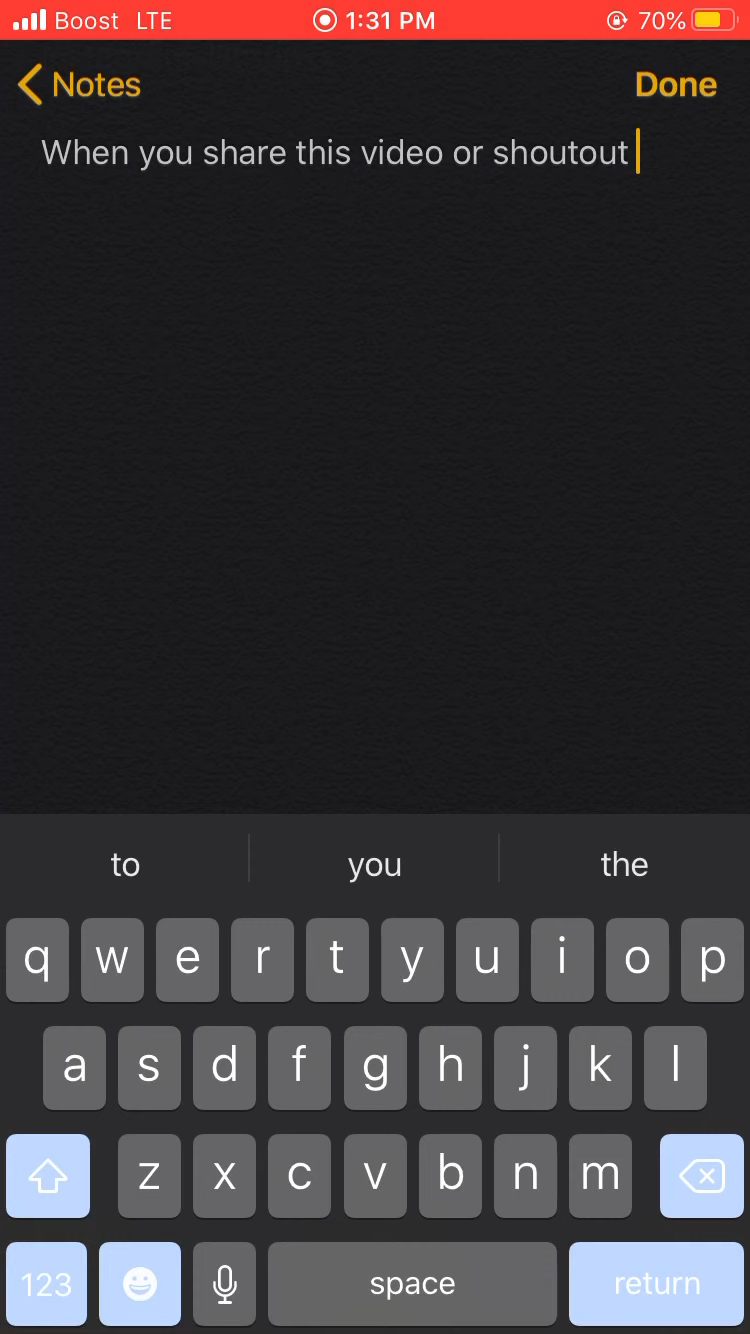 Boost LTE 1:31 PM 70%
Notes Done
When you share this video or shoutout
to you the
q w e r t y u i o p
a s d f g h j k l
z x c v b n m
123 space return